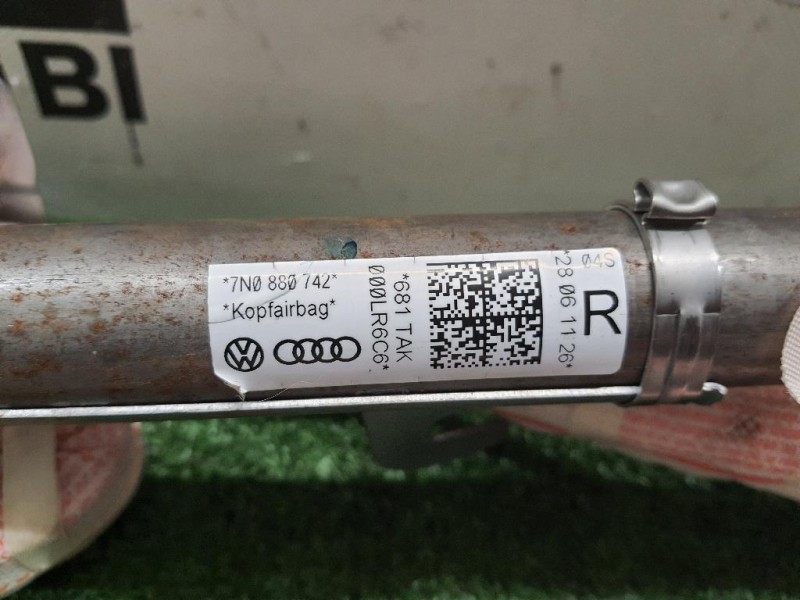 BI
*7N0 880 742*
*Kopfairbag*
*681 TAK
000LR6C6*
04S
*28 06 11 26*
R